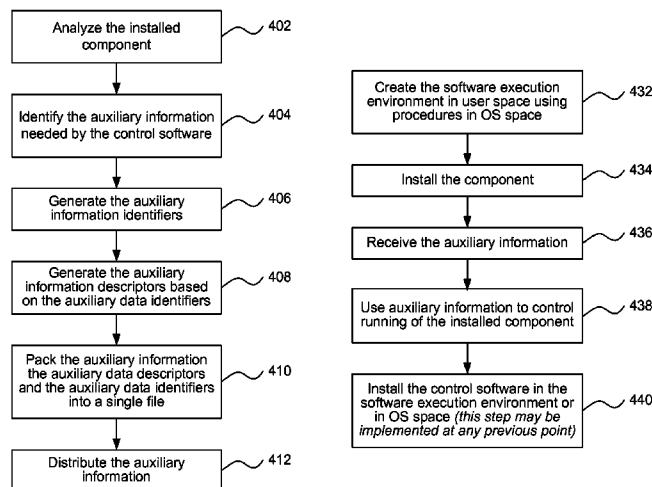 Analyze the installed
component
402
Identify the auxiliary information
needed by the control software
404
Generate the auxiliary
information identifiers
406
Generate the auxiliary
information descriptors based
on the auxiliary data identifiers
408
Pack the auxiliary information
the auxiliary data descriptors
and the auxiliary data identifiers
into a single file
410
Distribute the auxiliary
information
412
Create the software execution
environment in user space using
procedures in OS space
432
Install the component
434
Receive the auxiliary information
436
Use auxiliary information to control
running of the installed component
438
Install the control software in the
software execution environment or
in OS space (this step may be
implemented at any previous point)
440